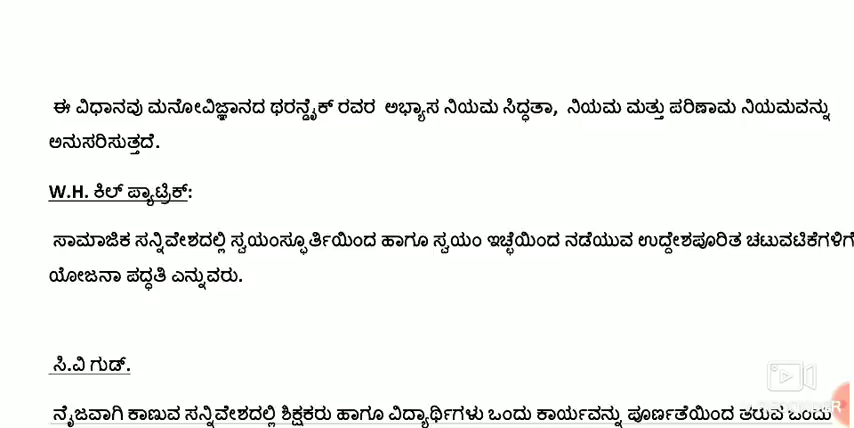 ಈ ವಿಧಾನವು ಮನೋವಿಜ್ಞಾನದ ಥರನ್ಡೈಕ್ ರವರ ಅಭ್ಯಾಸ ನಿಯಮ ಸಿದ್ಧತಾ, ನಿಯಮ ಮತ್ತು ಪರಿಣಾಮ ನಿಯಮವನ್ನು
ಅನುಸರಿಸುತ್ತದೆ.
W.H. ಕಿಲ್ ಪ್ಯಾಟ್ರಿಕ್:
ಸಾಮಾಜಿಕ ಸನ್ನಿವೇಶದಲ್ಲಿ ಸ್ವಯಂಸ್ಫೂರ್ತಿಯಿಂದ ಹಾಗೂ ಸ್ವಯಂ ಇಚ್ಛೆಯಿಂದ ನಡೆಯುವ ಉದ್ದೇಶಪೂರಿತ ಚಟುವಟಿಕೆಗಳಿಗೆ
ಯೋಜನಾ ಪದ್ಧತಿ ಎನ್ನುವರು.
ಸಿ.ವಿ ಗುಡ್.
ನೈಜವಾಗಿ ಕಾಣುವ ಸನ್ನಿವೇಶದಲ್ಲಿ ಶಿಕ್ಷಕರು ಹಾಗೂ ವಿದ್ಯಾರ್ಥಿಗಳು ಒಂದು ಕಾರ್ಯವನ್ನು ಪೂರ್ಣತೆಯಿಂದ ತರುವ ಒಂದು